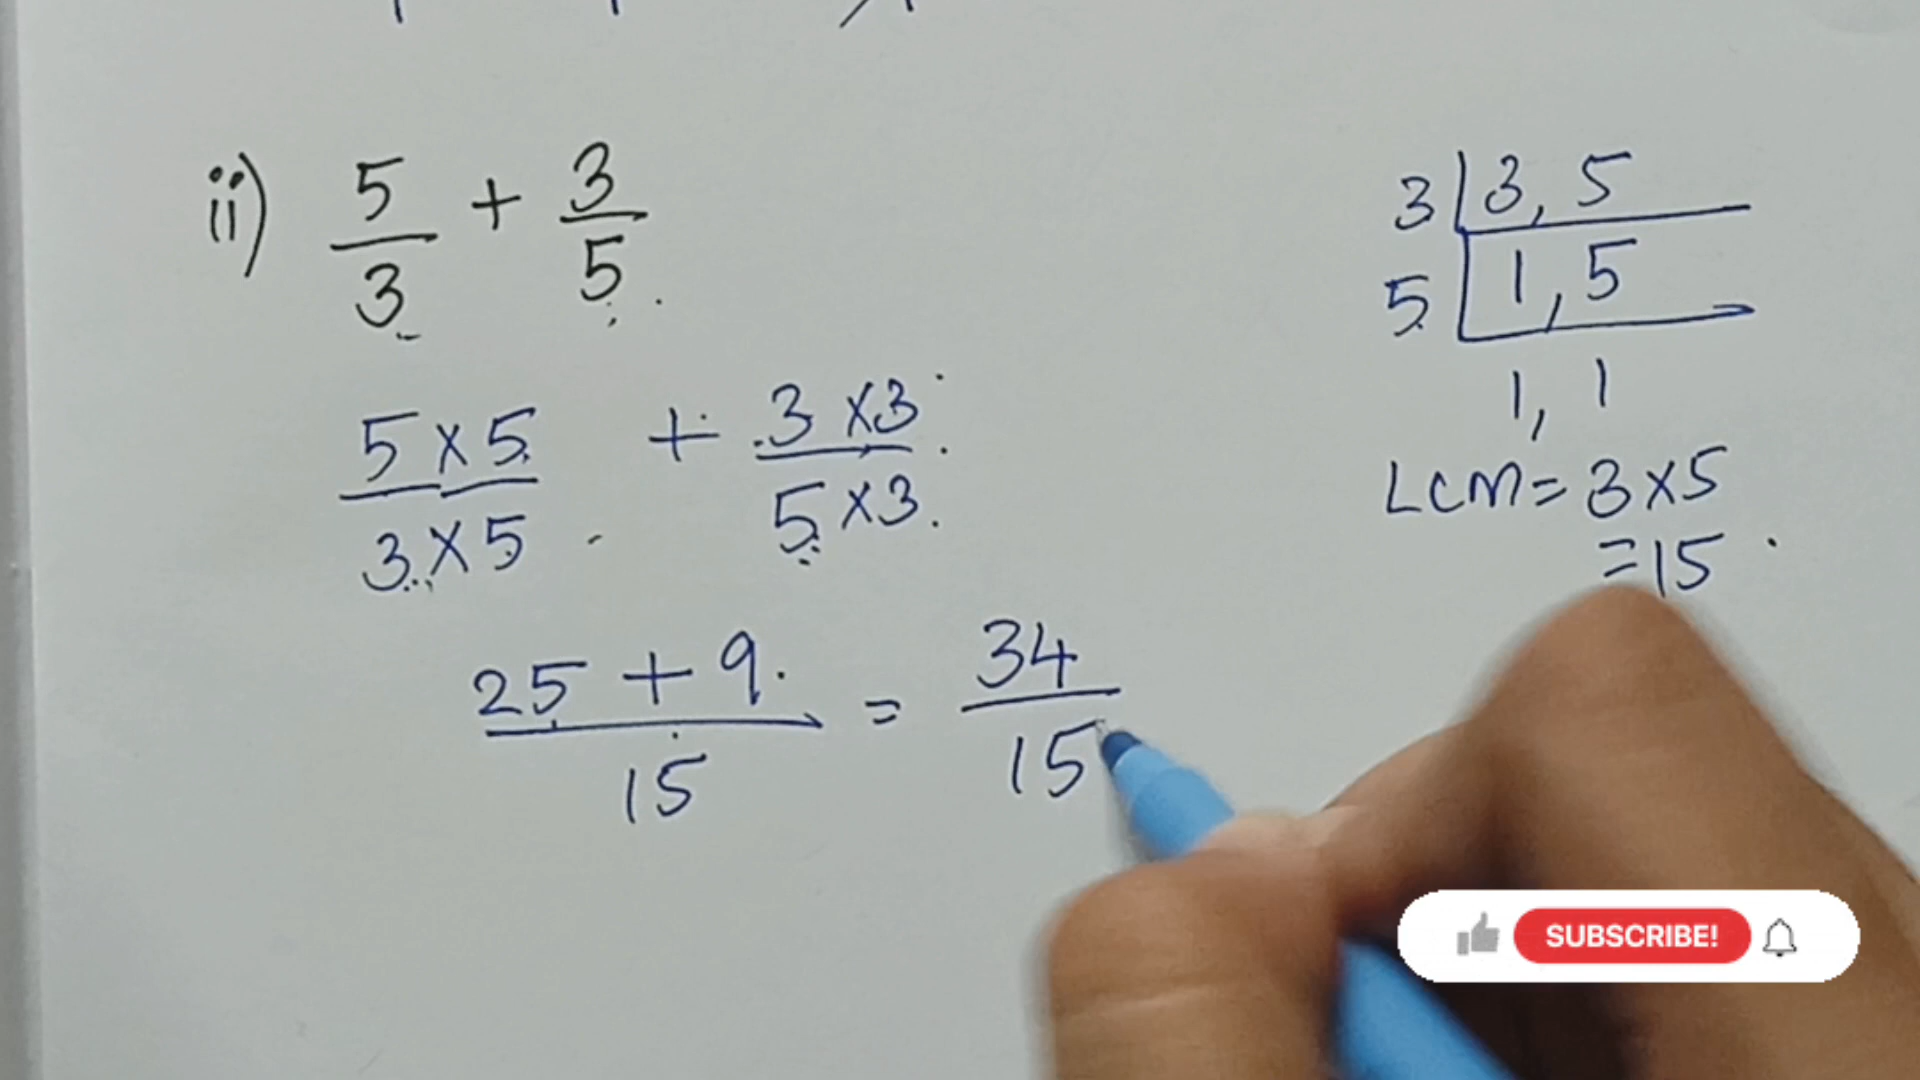 ii) 5/3 + 3/5
5×5/3×5 + 3×3/5×3
25 + 9/15 = 34/15
3 | 3, 5
5 | 1, 5
1, 1
LCM = 3×5
= 15
SUBSCRIBE!